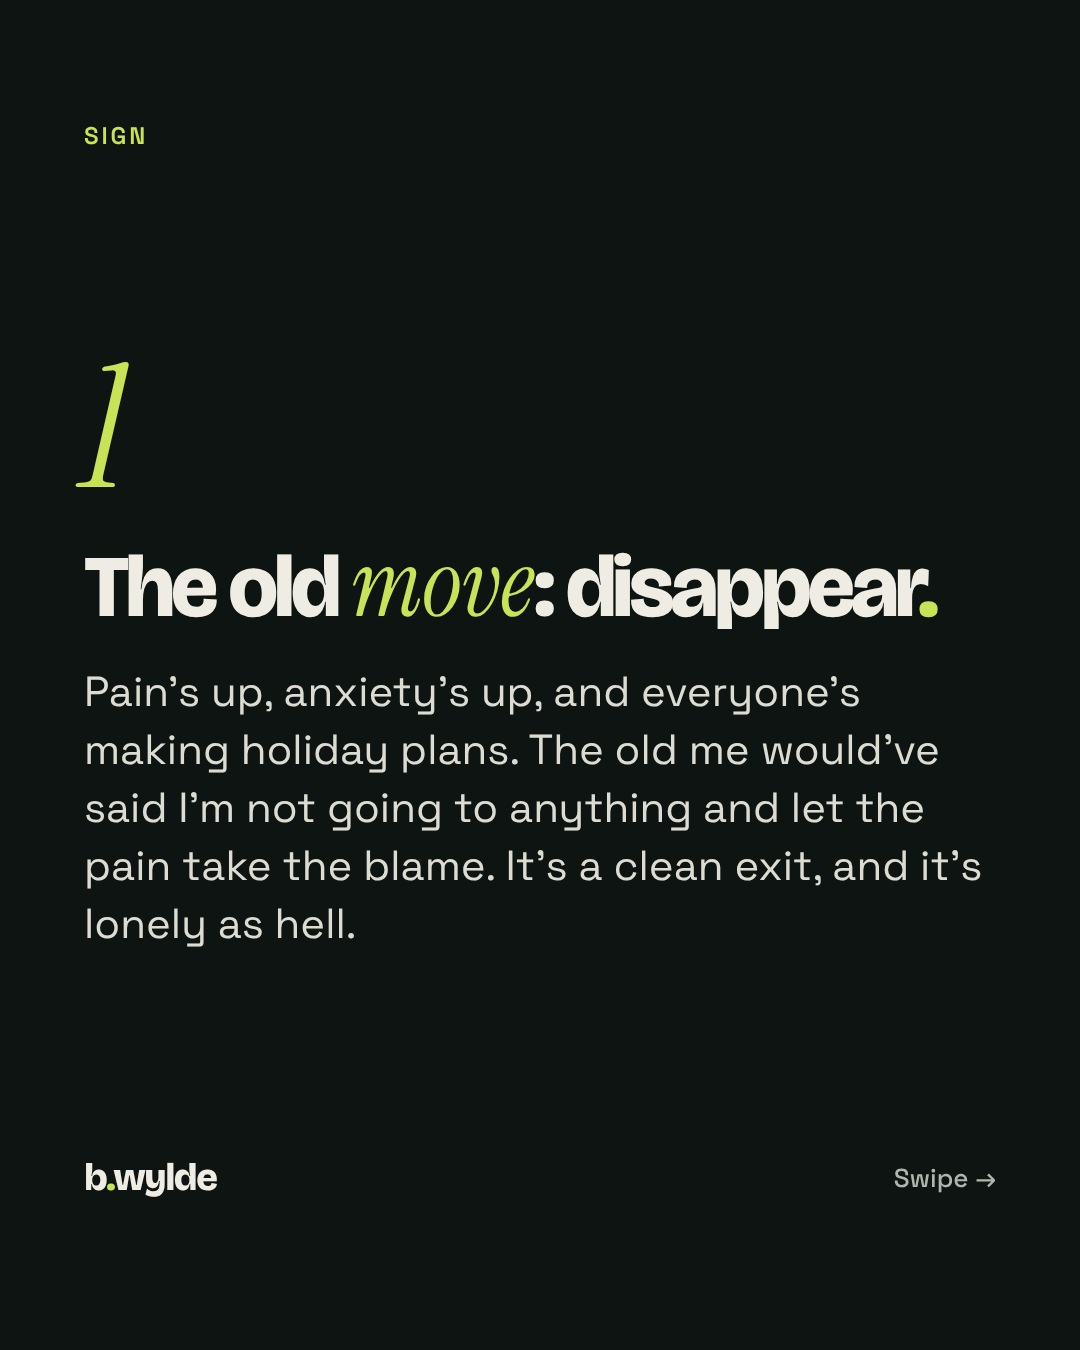 SIGN
1
The old move: disappear.
Pain’s up, anxiety’s up, and everyone’s
making holiday plans. The old me would’ve
said I’m not going to anything and let the
pain take the blame. It’s a clean exit, and it’s
lonely as hell.
b.wylde
Swipe →